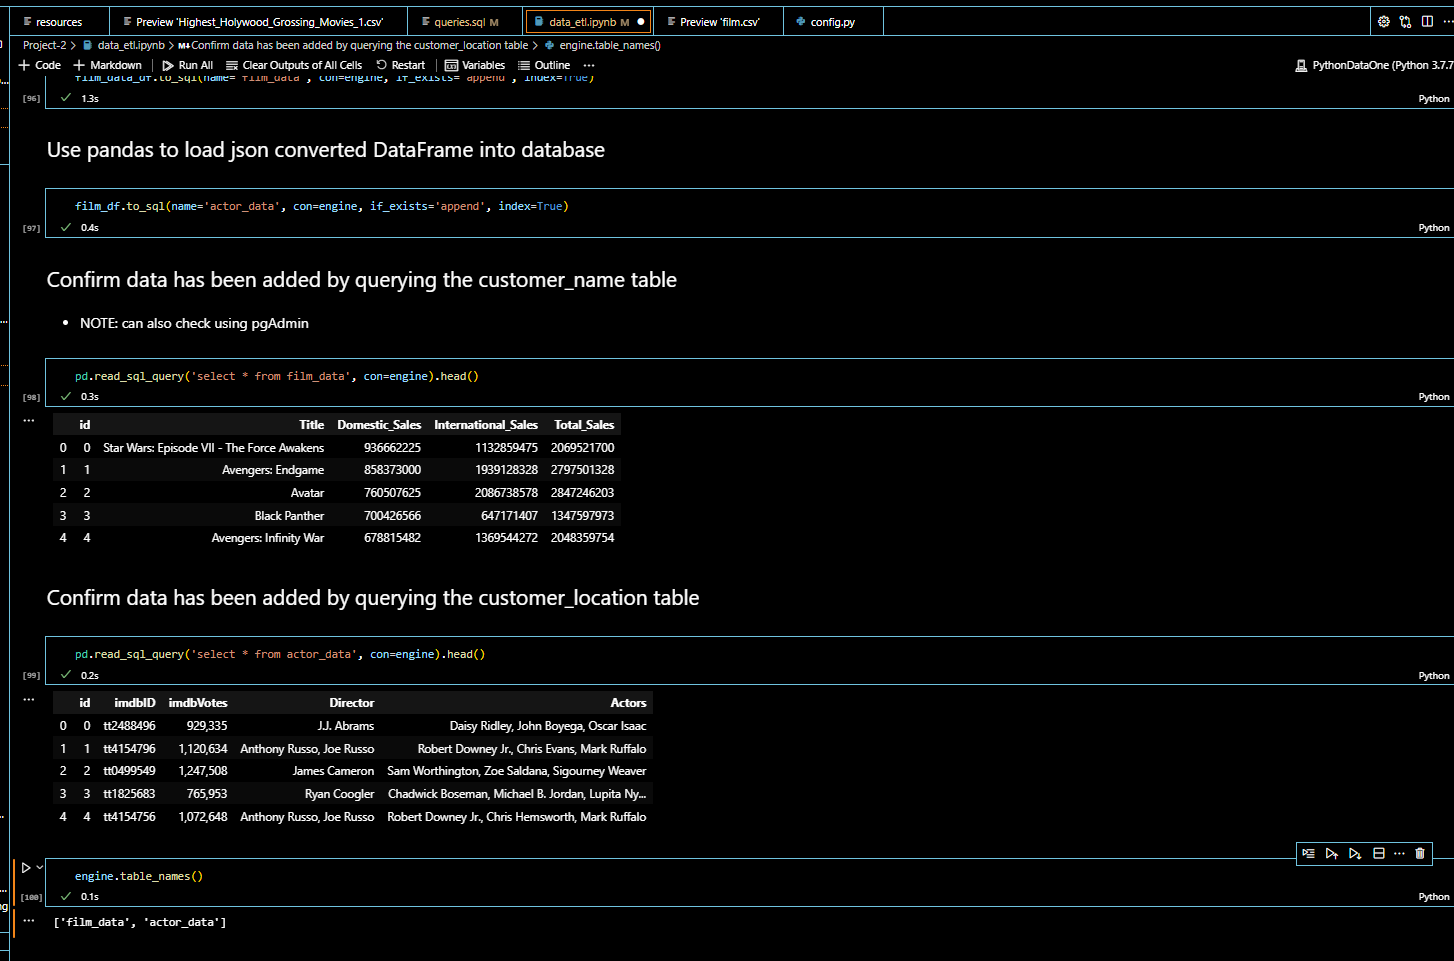 resources Preview 'Highest_Holywood_Grossing_Movies_1.csv' queries.sql M data_etl.ipynb M Preview 'film.csv' config.py
Project-2 > data_etl.ipynb > M↓Confirm data has been added by querying the customer_location table > engine.table_names()
+ Code + Markdown Run All Clear Outputs of All Cells Restart Variables Outline ... PythonDataOne (Python 3.7.7
film_data_df.to_sql(name='film_data', con=engine, if_exists='append', index=True)
[96] 1.3s Python
Use pandas to load json converted DataFrame into database
film_df.to_sql(name='actor_data', con=engine, if_exists='append', index=True)
[97] 0.4s Python
Confirm data has been added by querying the customer_name table
• NOTE: can also check using pgAdmin
pd.read_sql_query('select * from film_data', con=engine).head()
[98] 0.3s Python
id Title Domestic_Sales International_Sales Total_Sales
0 0 Star Wars: Episode VII - The Force Awakens 936662225 1132859475 2069521700
1 1 Avengers: Endgame 858373000 1939128328 2797501328
2 2 Avatar 760507625 2086738578 2847246203
3 3 Black Panther 700426566 647171407 1347597973
4 4 Avengers: Infinity War 678815482 1369544272 2048359754
Confirm data has been added by querying the customer_location table
pd.read_sql_query('select * from actor_data', con=engine).head()
[99] 0.2s Python
id imdbID imdbVotes Director Actors
0 0 tt2488496 929,335 J.J. Abrams Daisy Ridley, John Boyega, Oscar Isaac
1 1 tt4154796 1,120,634 Anthony Russo, Joe Russo Robert Downey Jr., Chris Evans, Mark Ruffalo
2 2 tt0499549 1,247,508 James Cameron Sam Worthington, Zoe Saldana, Sigourney Weaver
3 3 tt1825683 765,953 Ryan Coogler Chadwick Boseman, Michael B. Jordan, Lupita Ny...
4 4 tt4154756 1,072,648 Anthony Russo, Joe Russo Robert Downey Jr., Chris Hemsworth, Mark Ruffalo
engine.table_names()
[100] 0.1s Python
['film_data', 'actor_data']